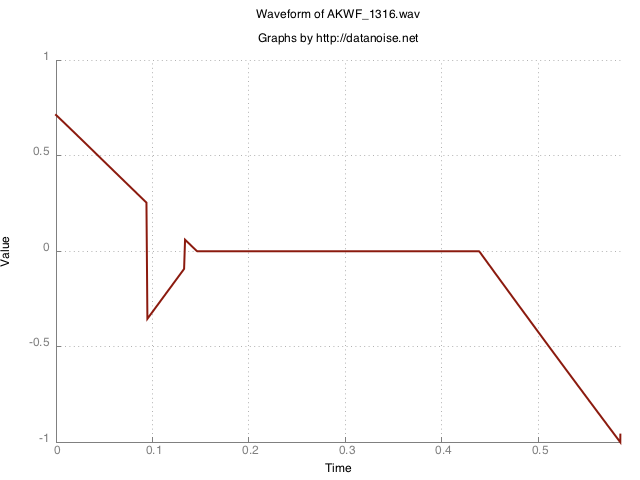 Waveform of AKWF_1316.wav
Graphs by http://datanoise.net
1
0.5
0
-0.5
-1
Value
0 0.1 0.2 0.3 0.4 0.5
Time